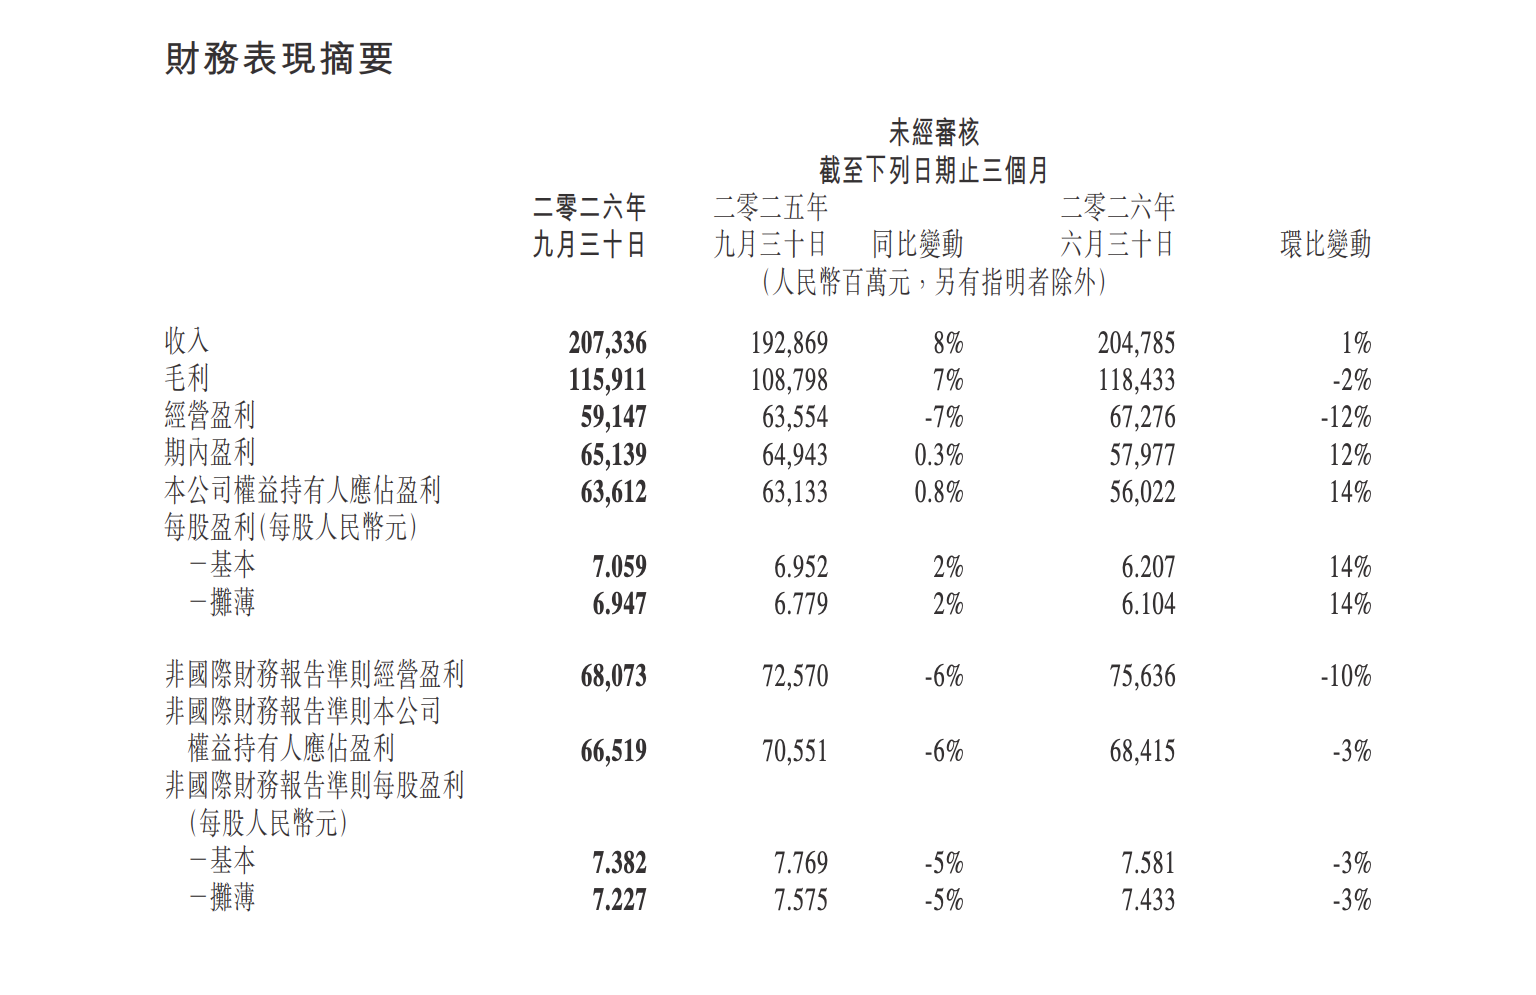 財務表現摘要
未經審核
截至下列日期止三個月
二零二六年 二零二五年 二零二六年
九月三十日 九月三十日 同比變動 六月三十日 環比變動
(人民幣百萬元，另有指明者除外)
收入 207,336 192,869 8% 204,785 1%
毛利 115,911 108,798 7% 118,433 -2%
經營盈利 59,147 63,554 -7% 67,276 -12%
期內盈利 65,139 64,943 0.3% 57,977 12%
本公司權益持有人應佔盈利 63,612 63,133 0.8% 56,022 14%
每股盈利(每股人民幣元)
－基本 7.059 6.952 2% 6.207 14%
－攤薄 6.947 6.779 2% 6.104 14%
非國際財務報告準則經營盈利 68,073 72,570 -6% 75,636 -10%
非國際財務報告準則本公司
權益持有人應佔盈利 66,519 70,551 -6% 68,415 -3%
非國際財務報告準則每股盈利
(每股人民幣元)
－基本 7.382 7.769 -5% 7.581 -3%
－攤薄 7.227 7.575 -5% 7.433 -3%